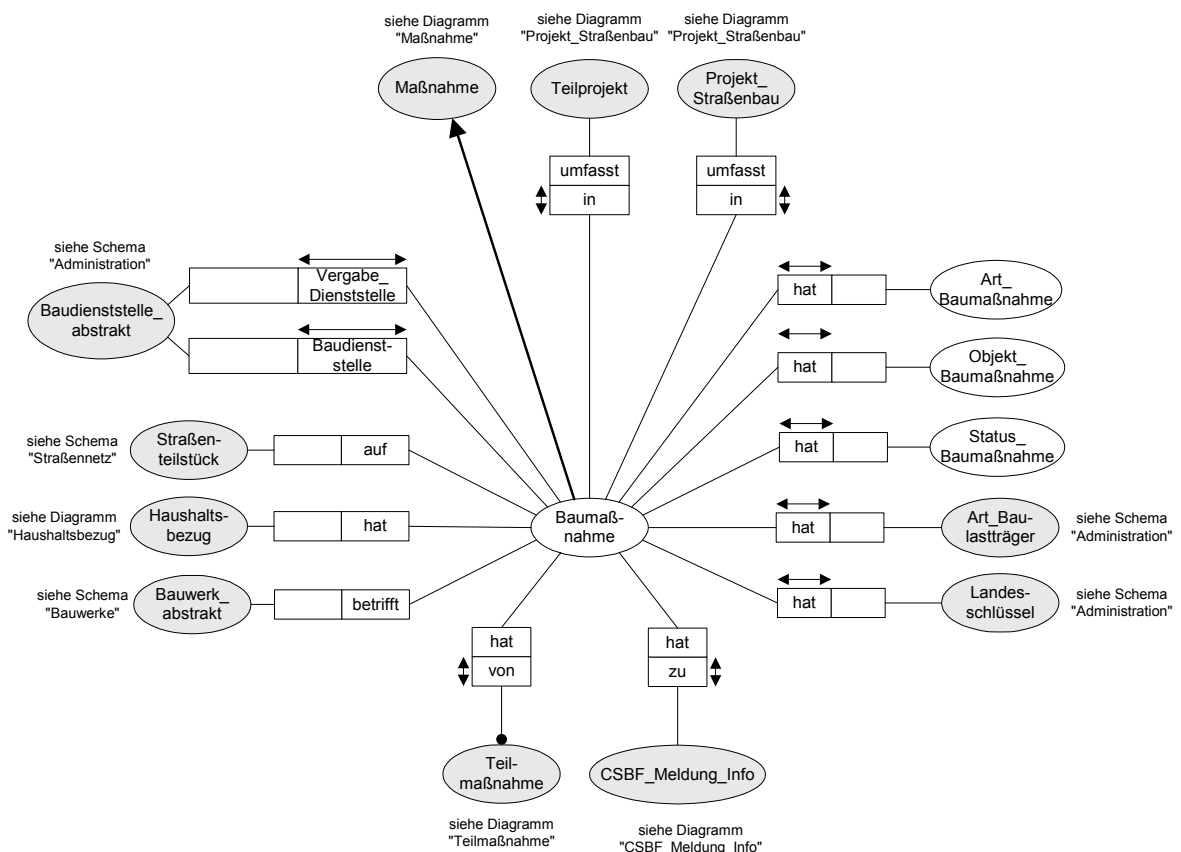 siehe Diagramm
"Maßnahme"
siehe Diagramm
"Projekt_Straßenbau"
siehe Diagramm
"Projekt_Straßenbau"
Maßnahme
Teilprojekt
Projekt_
Straßenbau
umfasst
in
umfasst
in
siehe Schema
"Administration"
Baudienststelle_
abstrakt
Vergabe_
Dienststelle
Baudienst-
stelle
hat
Art_
Baumaßnahme
hat
Objekt_
Baumaßnahme
hat
Status_
Baumaßnahme
siehe Schema
"Straßennetz"
Straßen-
teilstück
auf
siehe Diagramm
"Haushaltsbezug"
Haushalts-
bezug
hat
Baumaß-
nahme
hat
Art_Bau-
lastträger
siehe Schema
"Administration"
siehe Schema
"Bauwerke"
Bauwerk_
abstrakt
betrifft
hat
Landes-
schlüssel
siehe Schema
"Administration"
hat
von
hat
zu
Teil-
maßnahme
CSBF_Meldung_Info
siehe Diagramm
"Teilmaßnahme"
siehe Diagramm
"CSBF_Meldung_Info"